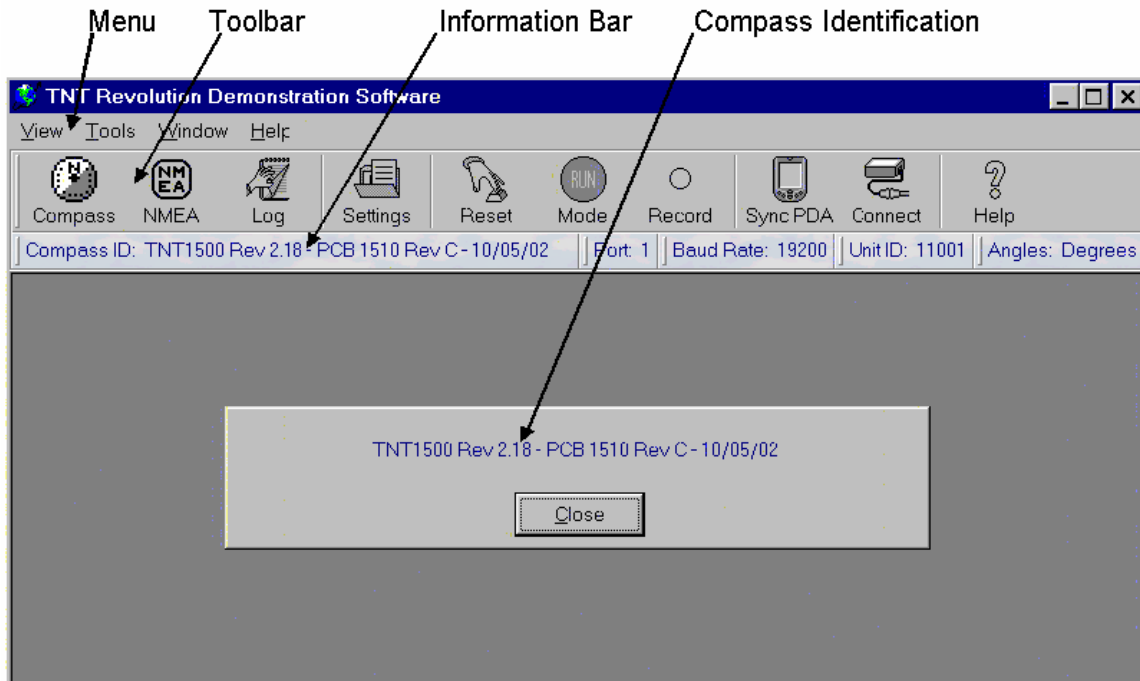 Menu Toolbar Information Bar Compass Identification
TNT Revolution Demonstration Software
View Tools Window Help
NM EA RUN
Compass NMEA Log Settings Reset Mode Record Sync PDA Connect Help
Compass ID: TNT1500 Rev 2.18 - PCB 1510 Rev C - 10/05/02 Port: 1 Baud Rate: 19200 Unit ID: 11001 Angles: Degrees
TNT1500 Rev 2.18 - PCB 1510 Rev C - 10/05/02
Close